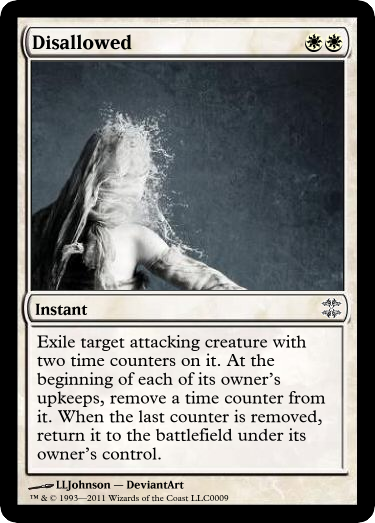 Disallowed
Instant
Exile target attacking creature with
two time counters on it. At the
beginning of each of its owner's
upkeeps, remove a time counter from
it. When the last counter is removed,
return it to the battlefield under its
owner's control.
LLJohnson — DeviantArt
™ & © 1993—2011 Wizards of the Coast LLC0009